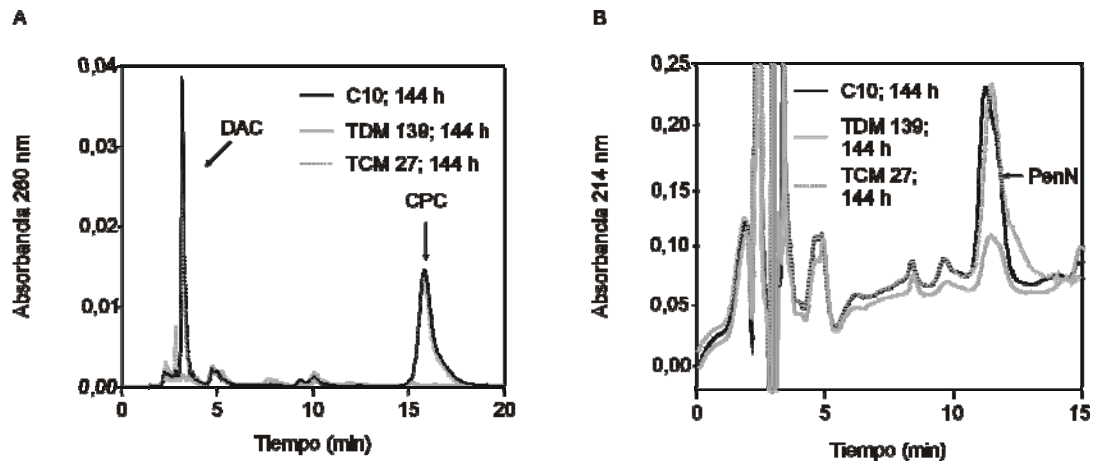 A
0,04
0,03
0,02
0,01
0,00
Absorbancia 260 nm
C10; 144 h
TDM 139; 144 h
TCM 27; 144 h
DAC
CPC
0
5
10
15
20
Tiempo (min)
B
0,25
0,20
0,15
0,10
0,05
0,00
Absorbancia 214 nm
C10; 144 h
TDM 139;
144 h
TCM 27;
144 h
PenN
0
5
10
15
Tiempo (min)